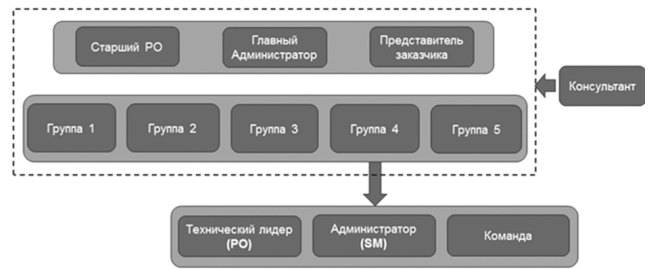 Старший РО
Главный
Администратор
Представитель
заказчика
Консультант
Группа 1
Группа 2
Группа 3
Группа 4
Группа 5
Технический лидер
(PO)
Администратор
(SM)
Команда